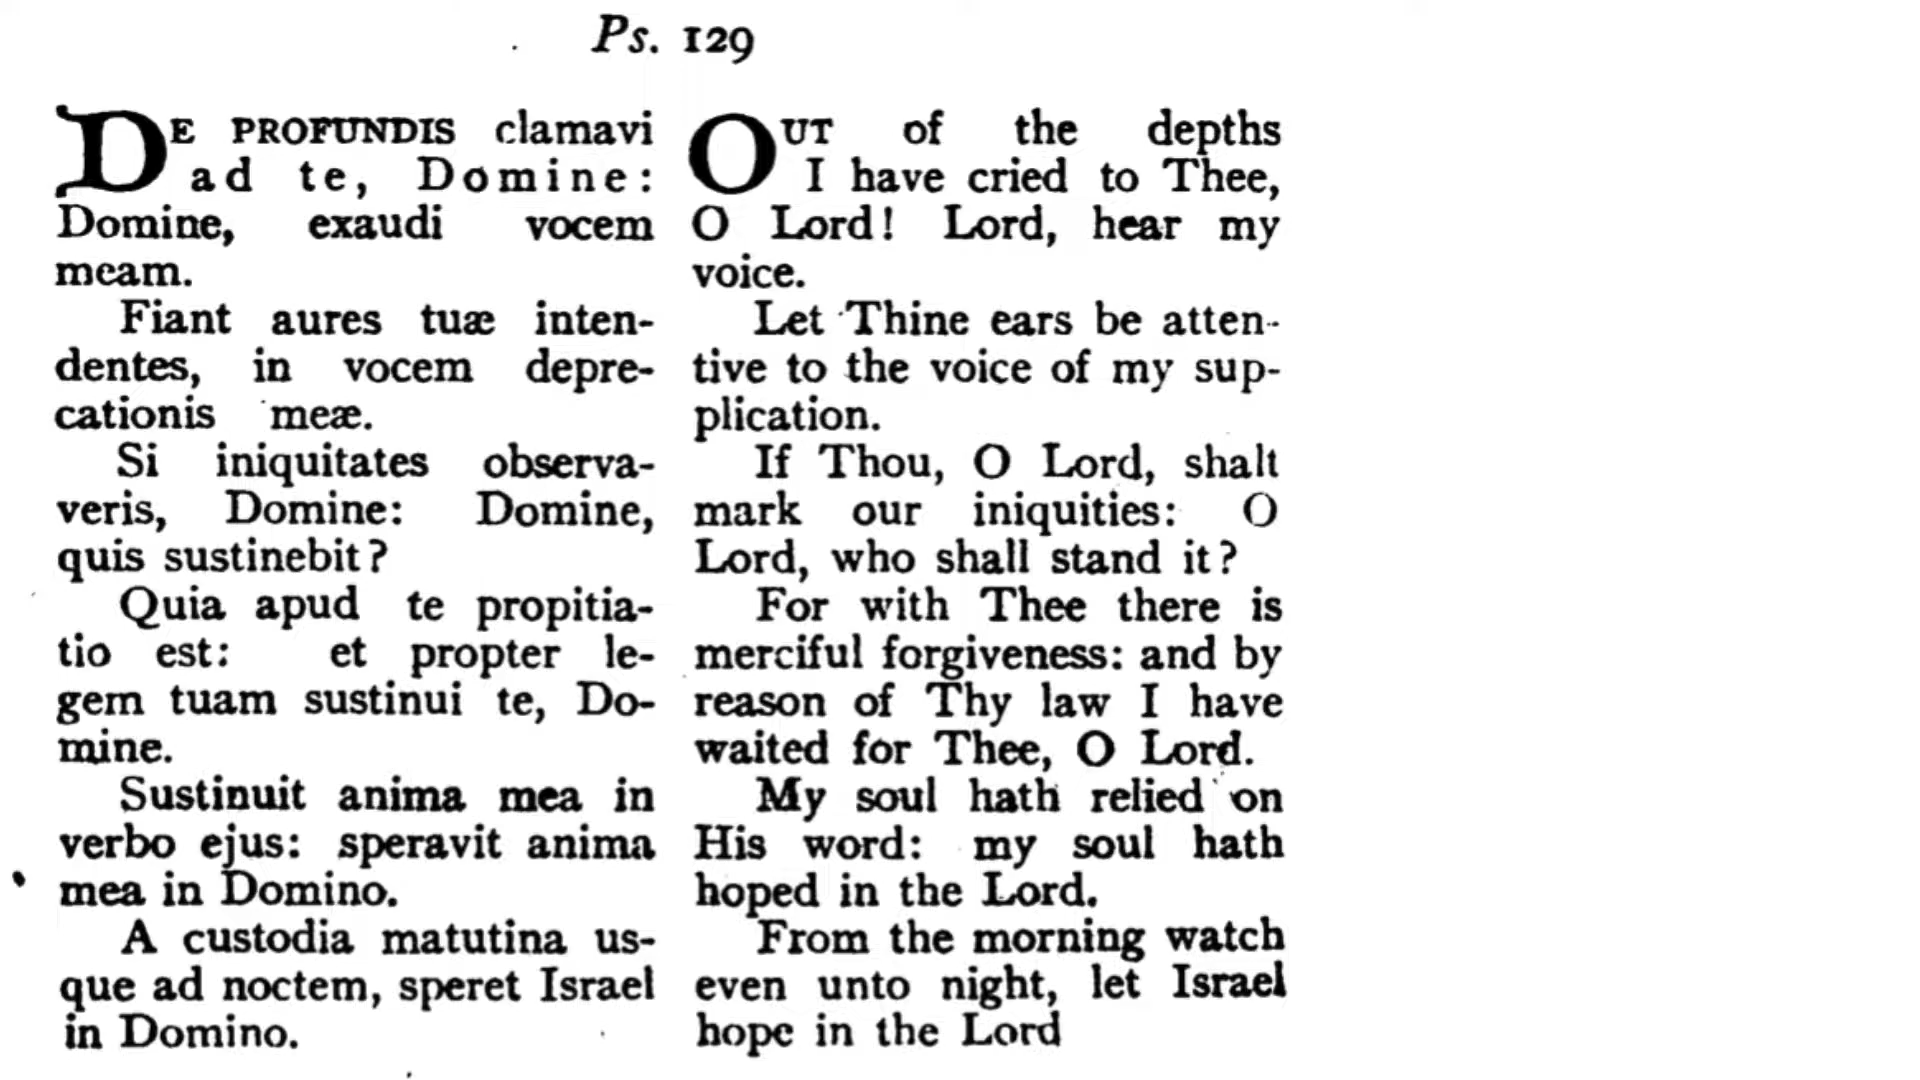 Ps. 129
DE PROFUNDIS clamavi
ad te, Domine:
Domine, exaudi vocem
meam.
Fiant aures tuæ inten-
dentes, in vocem depre-
cationis meæ.
Si iniquitates observa-
veris, Domine: Domine,
quis sustinebit?
Quia apud te propitia-
tio est: et propter le-
gem tuam sustinui te, Do-
mine.
Sustinuit anima mea in
verbo ejus: speravit anima
mea in Domino.
A custodia matutina us-
que ad noctem, speret Israel
in Domino.
OUT of the depths
I have cried to Thee,
O Lord! Lord, hear my
voice.
Let Thine ears be atten-
tive to the voice of my sup-
plication.
If Thou, O Lord, shalt
mark our iniquities: O
Lord, who shall stand it?
For with Thee there is
merciful forgiveness: and by
reason of Thy law I have
waited for Thee, O Lord.
My soul hath relied on
His word: my soul hath
hoped in the Lord.
From the morning watch
even unto night, let Israel
hope in the Lord